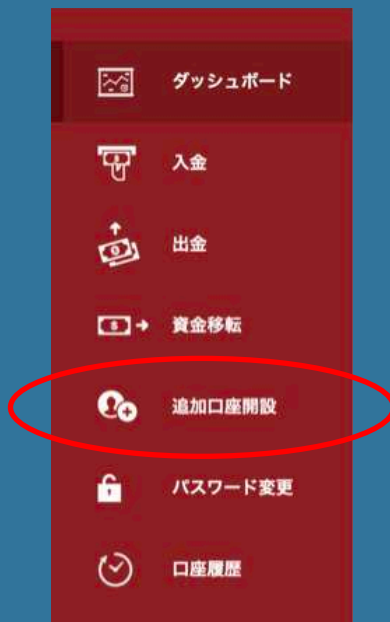 ダッシュボード
入金
出金
資金移転
追加口座開設
パスワード変更
口座履歴